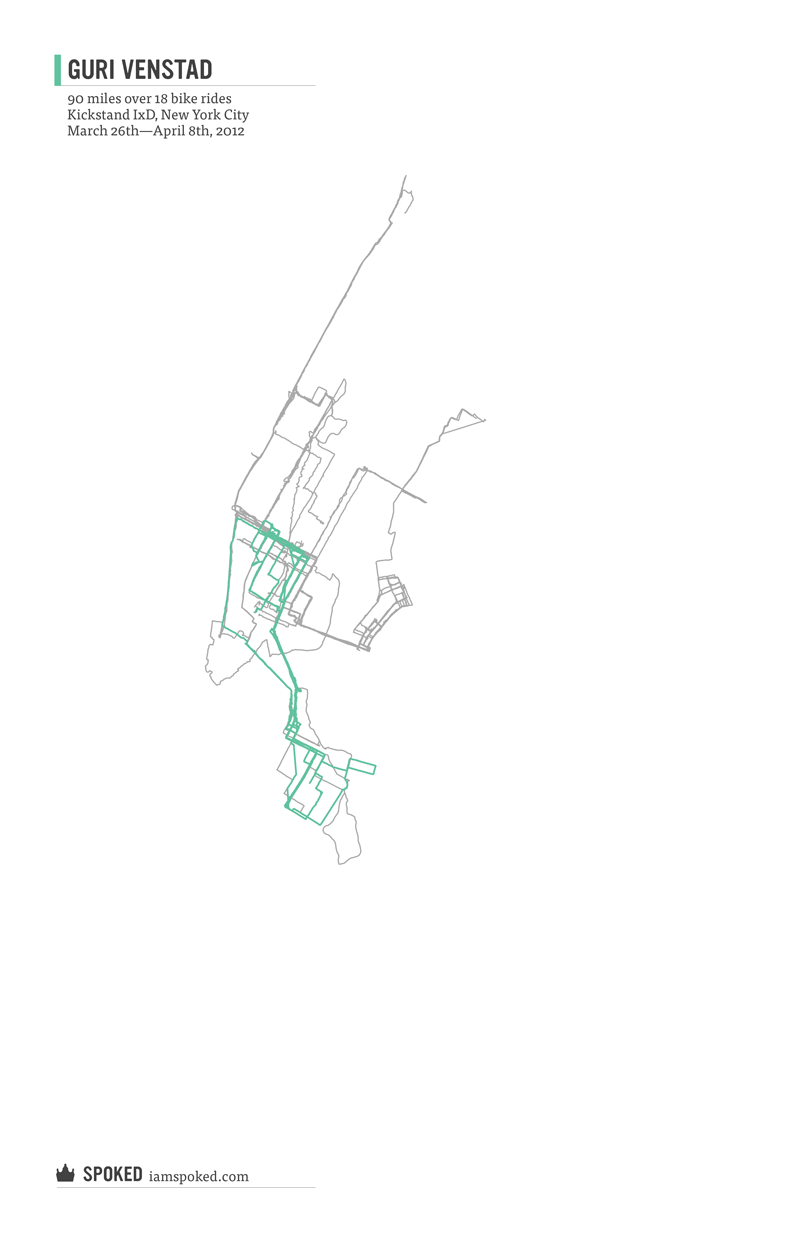 GURI VENSTAD
90 miles over 18 bike rides
Kickstand IxD, New York City
March 26th—April 8th, 2012
SPOKED iamspoked.com